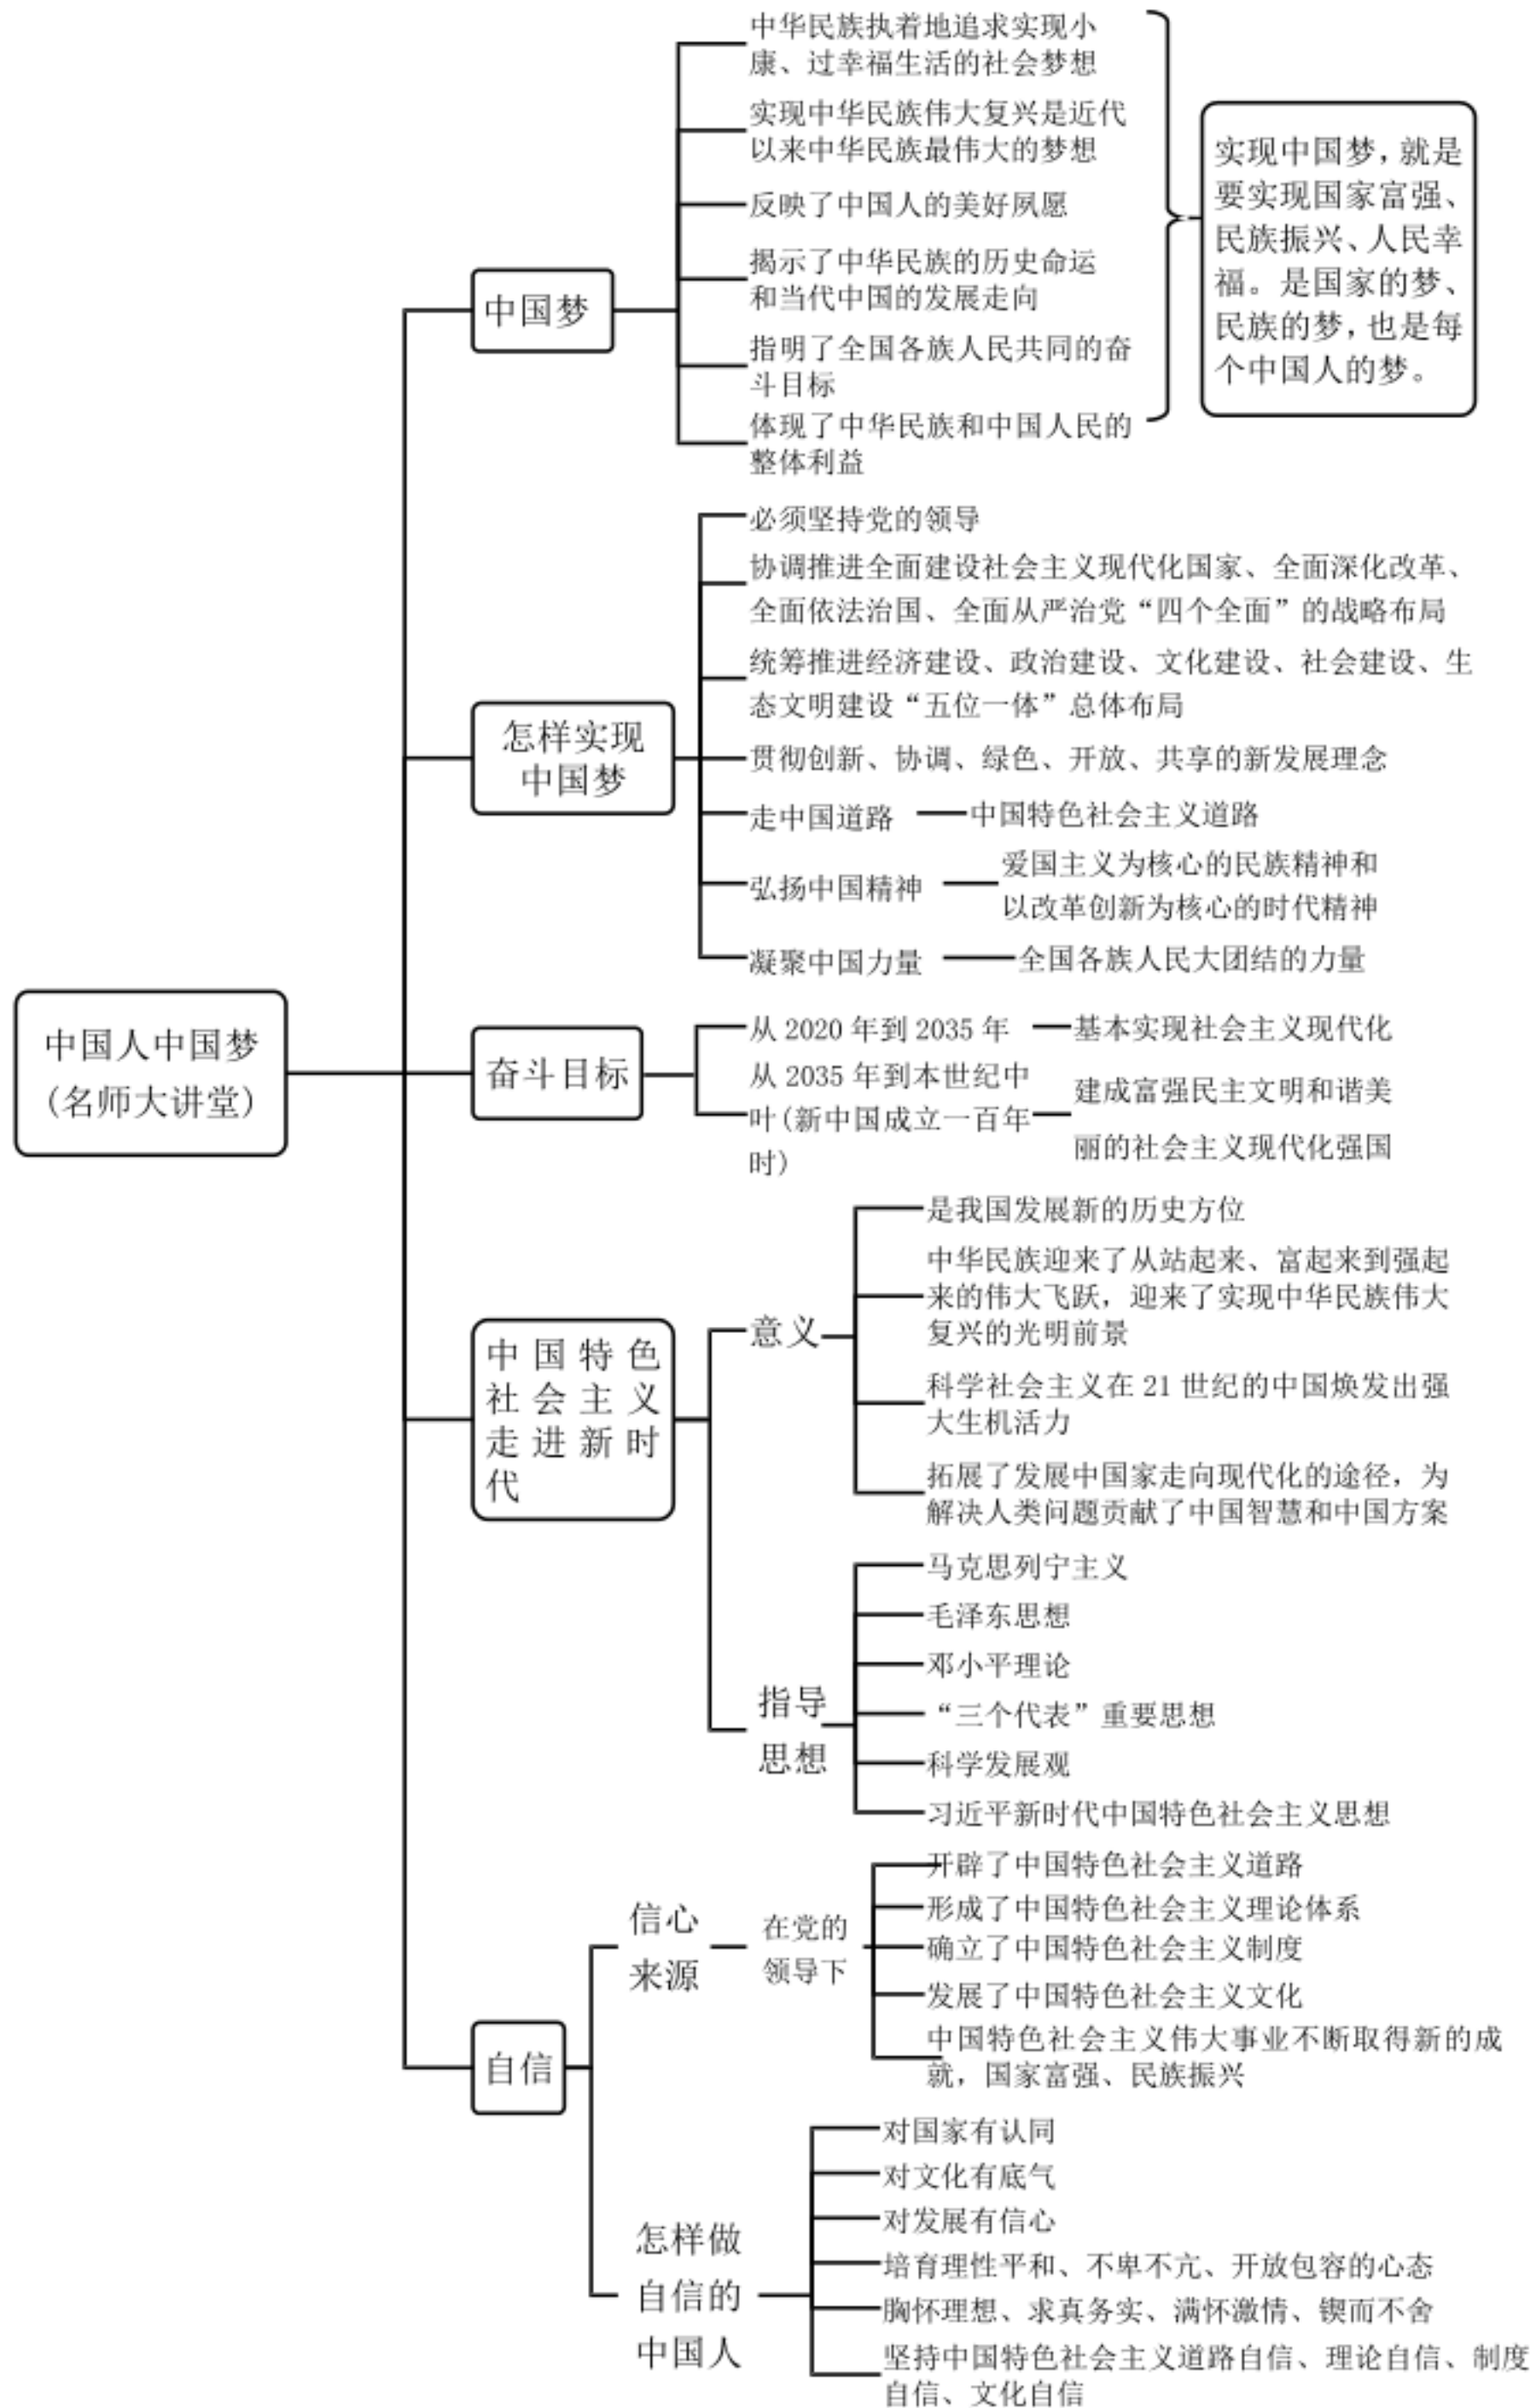 中国人中国梦
(名师大讲堂)
中国梦
中华民族执着地追求实现小
康、过幸福生活的社会梦想
实现中华民族伟大复兴是近代
以来中华民族最伟大的梦想
反映了中国人的美好夙愿
揭示了中华民族的历史命运
和当代中国的发展走向
指明了全国各族人民共同的奋
斗目标
体现了中华民族和中国人民的
整体利益
实现中国梦，就是
要实现国家富强、
民族振兴、人民幸
福。是国家的梦、
民族的梦，也是每
个中国人的梦。
怎样实现
中国梦
必须坚持党的领导
协调推进全面建设社会主义现代化国家、全面深化改革、
全面依法治国、全面从严治党“四个全面”的战略布局
统筹推进经济建设、政治建设、文化建设、社会建设、生
态文明建设“五位一体”总体布局
贯彻创新、协调、绿色、开放、共享的新发展理念
走中国道路
中国特色社会主义道路
弘扬中国精神
爱国主义为核心的民族精神和
以改革创新为核心的时代精神
凝聚中国力量
全国各族人民大团结的力量
奋斗目标
从 2020 年到 2035 年
基本实现社会主义现代化
从 2035 年到本世纪中
叶(新中国成立一百年
时)
建成富强民主文明和谐美
丽的社会主义现代化强国
中国特色
社会主义
走进新时
代
意义
是我国发展新的历史方位
中华民族迎来了从站起来、富起来到强起
来的伟大飞跃，迎来了实现中华民族伟大
复兴的光明前景
科学社会主义在 21 世纪的中国焕发出强
大生机活力
拓展了发展中国家走向现代化的途径，为
解决人类问题贡献了中国智慧和中国方案
指导
思想
马克思列宁主义
毛泽东思想
邓小平理论
“三个代表”重要思想
科学发展观
习近平新时代中国特色社会主义思想
自信
信心
来源
在党的
领导下
开辟了中国特色社会主义道路
形成了中国特色社会主义理论体系
确立了中国特色社会主义制度
发展了中国特色社会主义文化
中国特色社会主义伟大事业不断取得新的成
就，国家富强、民族振兴
怎样做
自信的
中国人
对国家有认同
对文化有底气
对发展有信心
培育理性平和、不卑不亢、开放包容的心态
胸怀理想、求真务实、满怀激情、锲而不舍
坚持中国特色社会主义道路自信、理论自信、制度
自信、文化自信